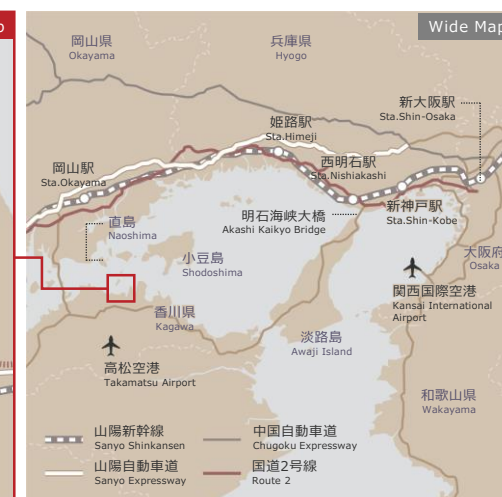 p
Wide Map
岡山県
Okayama
兵庫県
Hyogo
新大阪駅
Sta.Shin-Osaka
姫路駅
Sta.Himeji
西明石駅
Sta.Nishiakashi
岡山駅
Sta.Okayama
明石海峡大橋
Akashi Kaikyo Bridge
新神戸駅
Sta.Shin-Kobe
直島
Naoshima
小豆島
Shodoshima
大阪府
Osaka
関西国際空港
Kansai International
Airport
香川県
Kagawa
淡路島
Awaji Island
高松空港
Takamatsu Airport
和歌山県
Wakayama
山陽新幹線
Sanyo Shinkansen
中国自動車道
Chugoku Expressway
山陽自動車道
Sanyo Expressway
国道2号線
Route 2